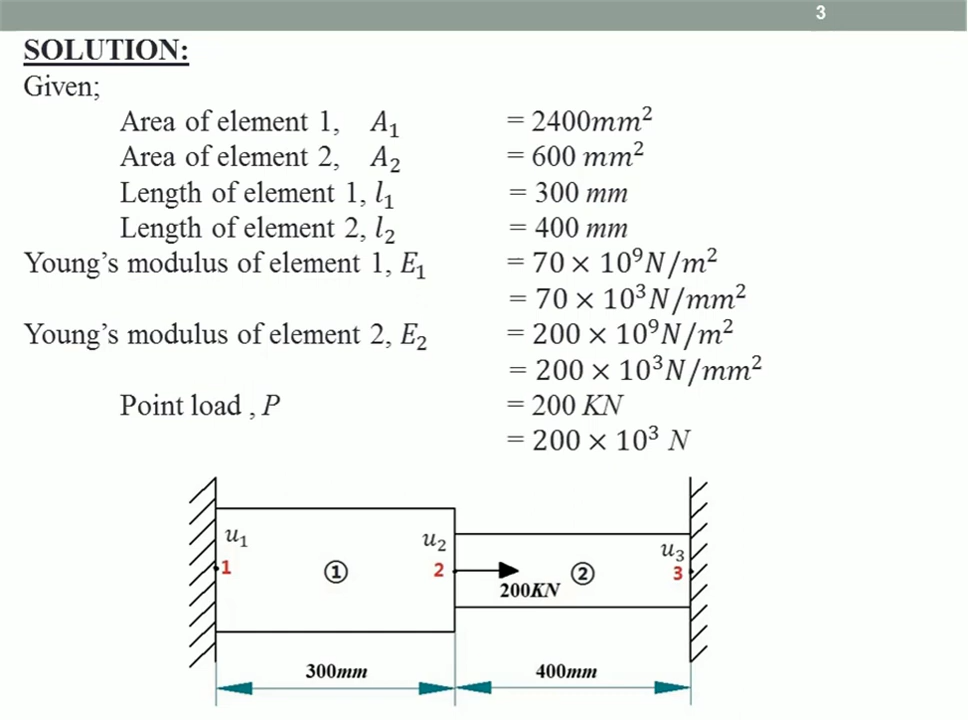 3
SOLUTION:
Given;
Area of element 1, A₁ = 2400mm²
Area of element 2, A₂ = 600 mm²
Length of element 1, l₁ = 300 mm
Length of element 2, l₂ = 400 mm
Young's modulus of element 1, E₁ = 70 × 10⁹N/m²
= 70 × 10³N/mm²
Young's modulus of element 2, E₂ = 200 × 10⁹N/m²
= 200 × 10³N/mm²
Point load , P = 200 KN
= 200 × 10³ N
u₁ u₂ u₃
1 ① 2 ② 3
200KN
300mm 400mm